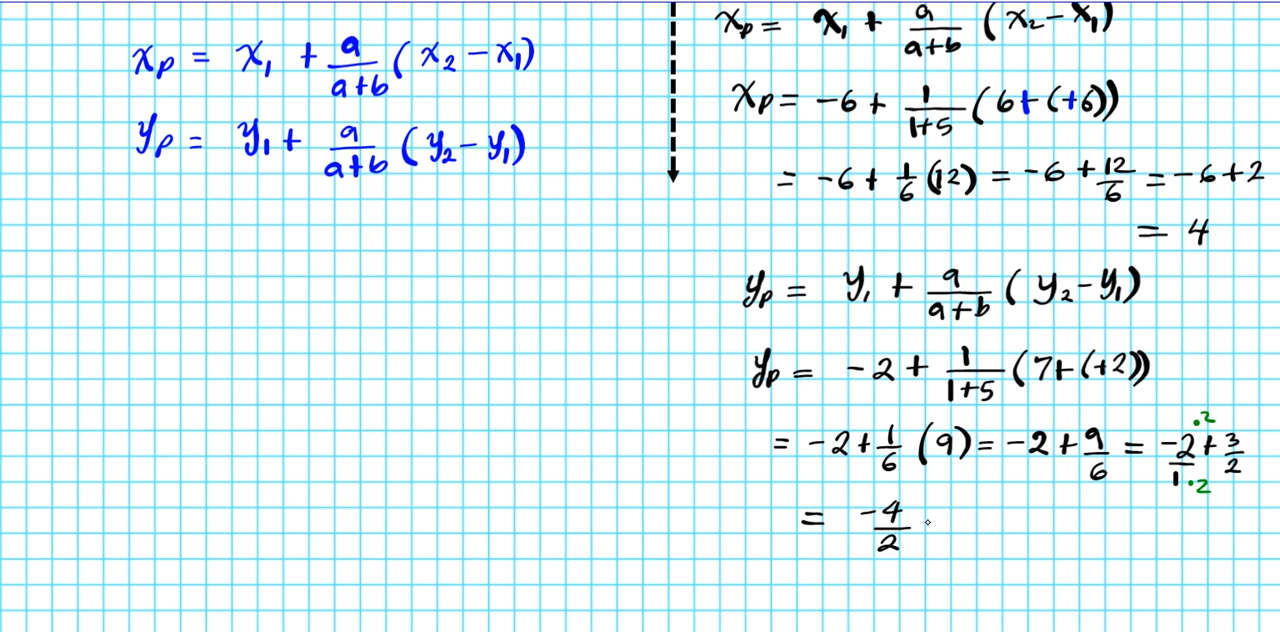 xₚ = x₁ + a/(a+b) (x₂ − x₁)
yₚ = y₁ + a/(a+b) (y₂ − y₁)
xₚ = x₁ + a/(a+b) (x₂ − x₁)
xₚ = −6 + 1/(1+5) (6+(+6))
= −6 + 1/6 (12) = −6 + 12/6 = −6+2
= 4
yₚ = y₁ + a/(a+b) (y₂ − y₁)
yₚ = −2 + 1/(1+5) (7+(+2))
= −2 + 1/6 (9) = −2 + 9/6 = −2·2/1·2 + 3/2
= −4/2